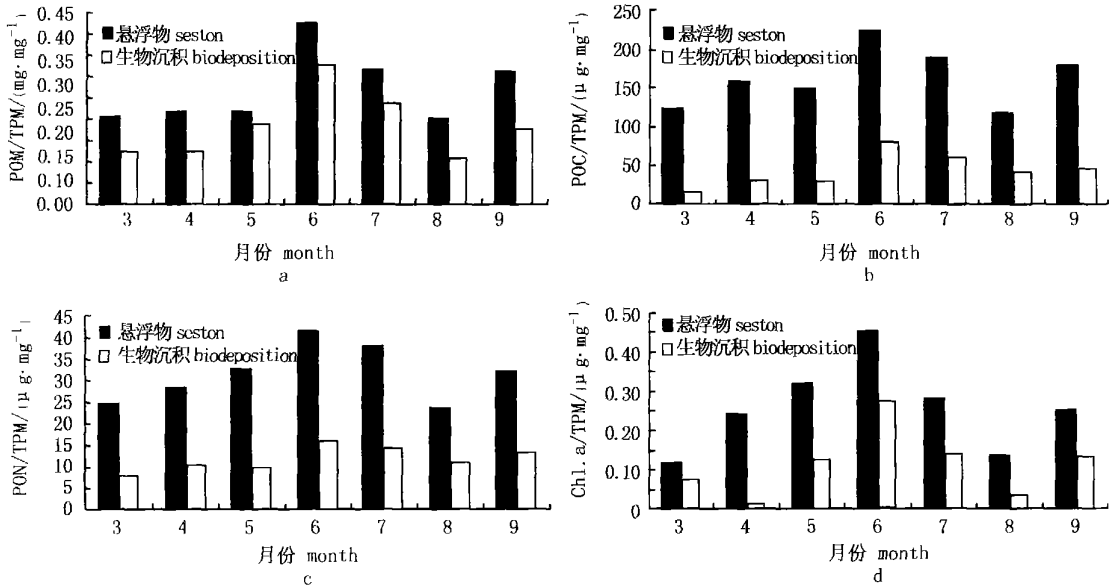 POM/TPM/(mg·mg⁻¹)
0.45
0.35
0.30
0.25
0.20
0.15
0.00
悬浮物 seston
生物沉积 biodeposition
3 4 5 6 7 8 9
月份 month
a
POC/TPM/(μg·mg⁻¹)
250
200
150
100
50
0
悬浮物 seston
生物沉积 biodeposition
3 4 5 6 7 8 9
月份 month
b
PON/TPM/(μg·mg⁻¹)
45
40
35
30
25
20
15
10
5
0
悬浮物 seston
生物沉积 biodeposition
3 4 5 6 7 8 9
月份 month
c
Chl.a/TPM/(μg·mg⁻¹)
0.50
0.40
0.30
0.20
0.10
0
悬浮物 seston
生物沉积 biodeposition
3 4 5 6 7 8 9
月份 month
d